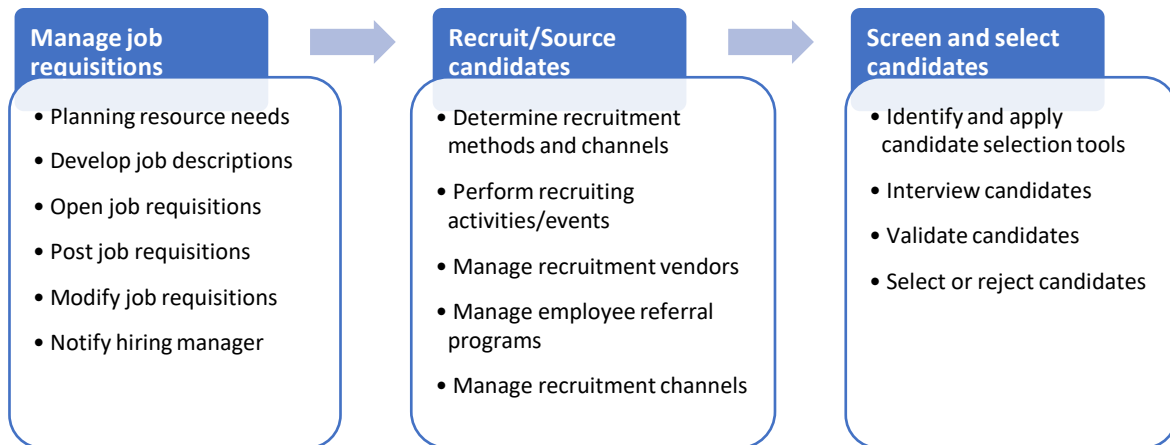 Manage job
requisitions
• Planning resource needs
• Develop job descriptions
• Open job requisitions
• Post job requisitions
• Modify job requisitions
• Notify hiring manager
Recruit/Source
candidates
• Determine recruitment
methods and channels
• Perform recruiting
activities/events
• Manage recruitment vendors
• Manage employee referral
programs
• Manage recruitment channels
Screen and select
candidates
• Identify and apply
candidate selection tools
• Interview candidates
• Validate candidates
• Select or reject candidates